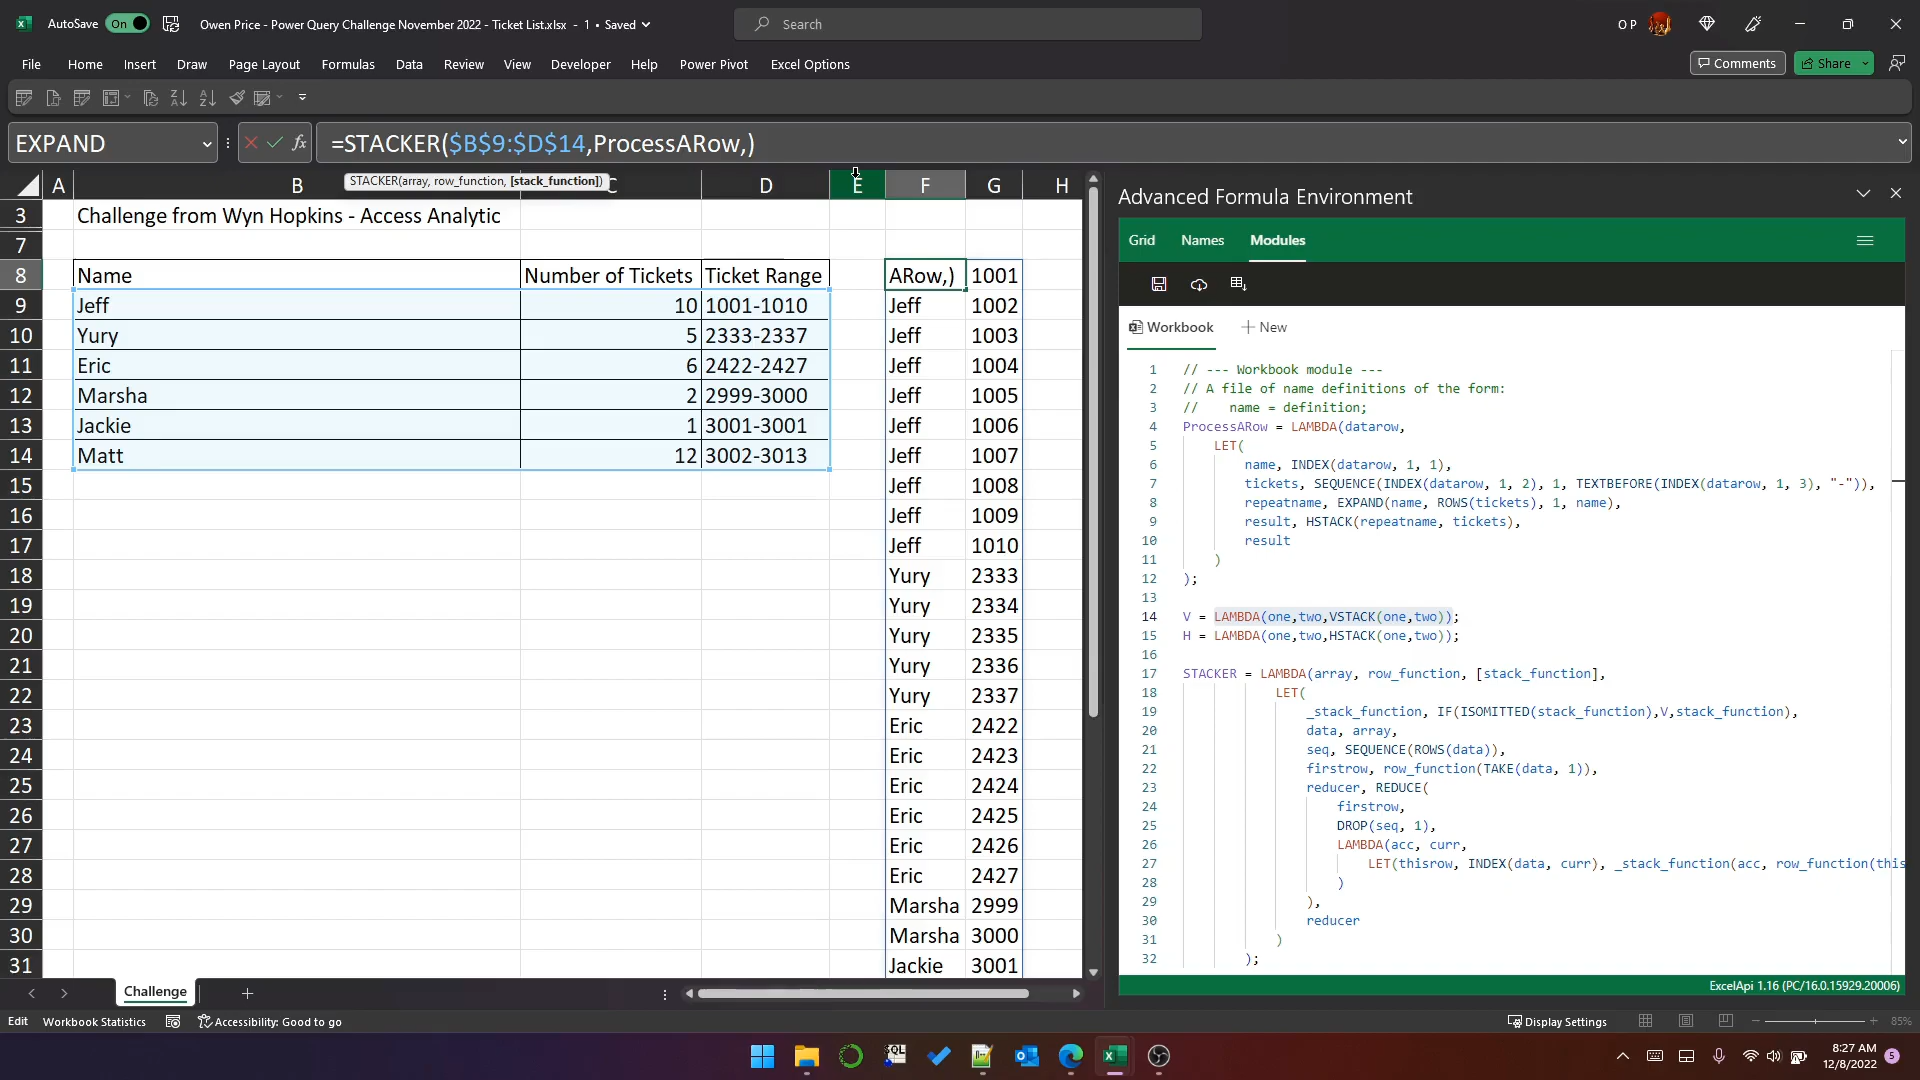 AutoSave On Owen Price - Power Query Challenge November 2022 - Ticket List.xlsx - 1 • Saved Search O P
File Home Insert Draw Page Layout Formulas Data Review View Developer Help Power Pivot Excel Options Comments Share
EXPAND fx =STACKER($B$9:$D$14,ProcessARow,)
STACKER(array, row_function, [stack_function])
A B C D E F G H
3 Challenge from Wyn Hopkins - Access Analytic
7
8 Name Number of Tickets Ticket Range ARow,) 1001
9 Jeff 10 1001-1010 Jeff 1002
10 Yury 5 2333-2337 Jeff 1003
11 Eric 6 2422-2427 Jeff 1004
12 Marsha 2 2999-3000 Jeff 1005
13 Jackie 1 3001-3001 Jeff 1006
14 Matt 12 3002-3013 Jeff 1007
15 Jeff 1008
16 Jeff 1009
17 Jeff 1010
18 Yury 2333
19 Yury 2334
20 Yury 2335
21 Yury 2336
22 Yury 2337
23 Eric 2422
24 Eric 2423
25 Eric 2424
26 Eric 2425
27 Eric 2426
28 Eric 2427
29 Marsha 2999
30 Marsha 3000
31 Jackie 3001
Advanced Formula Environment
Grid Names Modules
Workbook + New
1 // --- Workbook module ---
2 // A file of name definitions of the form:
3 // name = definition;
4 ProcessARow = LAMBDA(datarow,
5 LET(
6 name, INDEX(datarow, 1, 1),
7 tickets, SEQUENCE(INDEX(datarow, 1, 2), 1, TEXTBEFORE(INDEX(datarow, 1, 3), "-")),
8 repeatname, EXPAND(name, ROWS(tickets), 1, name),
9 result, HSTACK(repeatname, tickets),
10 result
11 )
12 );
13
14 V = LAMBDA(one,two,VSTACK(one,two));
15 H = LAMBDA(one,two,HSTACK(one,two));
16
17 STACKER = LAMBDA(array, row_function, [stack_function],
18 LET(
19 _stack_function, IF(ISOMITTED(stack_function),V,stack_function),
20 data, array,
21 seq, SEQUENCE(ROWS(data)),
22 firstrow, row_function(TAKE(data, 1)),
23 reducer, REDUCE(
24 firstrow,
25 DROP(seq, 1),
26 LAMBDA(acc, curr,
27 LET(thisrow, INDEX(data, curr), _stack_function(acc, row_function(this
28 )
29 ),
30 reducer
31 )
32 );
ExcelApi 1.16 (PC/16.0.15929.20006)
Challenge
Edit Workbook Statistics Accessibility: Good to go Display Settings 85%
8:27 AM
12/8/2022 5